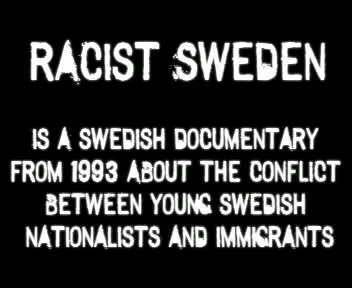 RACIST SWEDEN
IS A SWEDISH DOCUMENTARY
FROM 1993 ABOUT THE CONFLICT
BETWEEN YOUNG SWEDISH
NATIONALISTS AND IMMIGRANTS